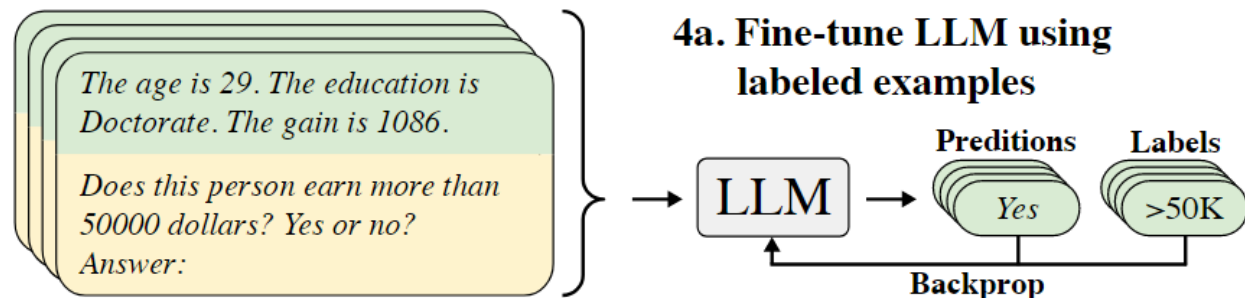 The age is 29. The education is
Doctorate. The gain is 1086.
Does this person earn more than
50000 dollars? Yes or no?
Answer:
4a. Fine-tune LLM using
labeled examples
LLM
Preditions
Yes
Labels
>50K
Backprop